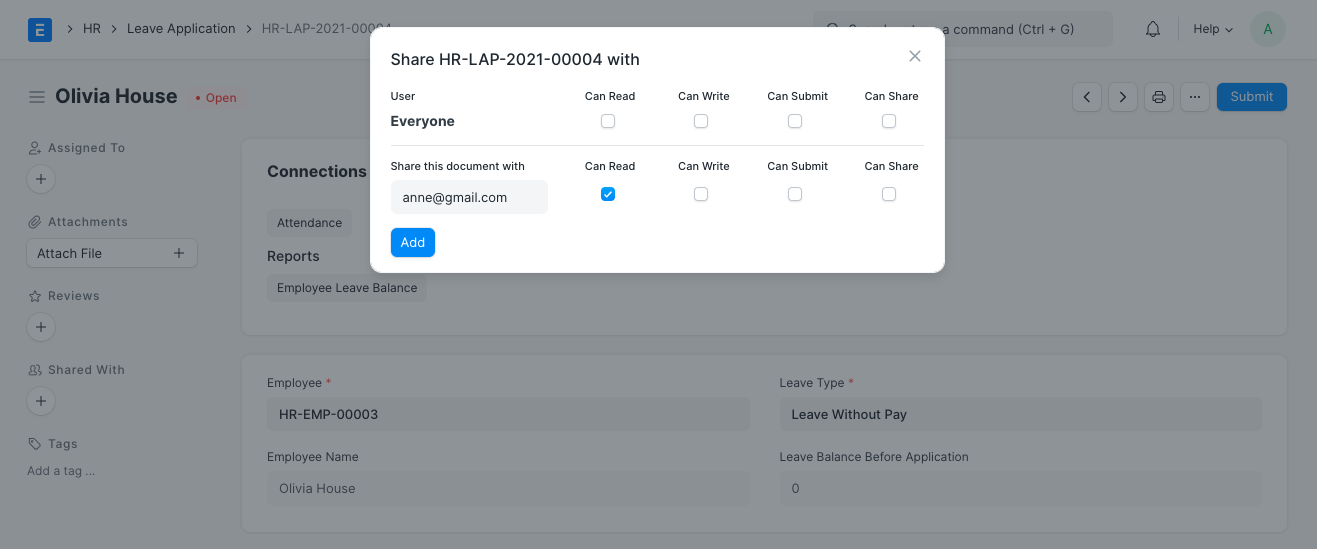 E
HR
Leave Application
HR-LAP-2021-00004
a command (Ctrl + G)
Help
A
Share HR-LAP-2021-00004 with
Olivia House
Open
Submit
User Can Read Can Write Can Submit Can Share
Everyone
Share this document with Can Read Can Write Can Submit Can Share
anne@gmail.com
Add
Assigned To
Attachments
Attach File
Reviews
Shared With
Tags
Add a tag ...
Connections
Attendance
Reports
Employee Leave Balance
Employee *
HR-EMP-00003
Leave Type *
Leave Without Pay
Employee Name
Olivia House
Leave Balance Before Application
0